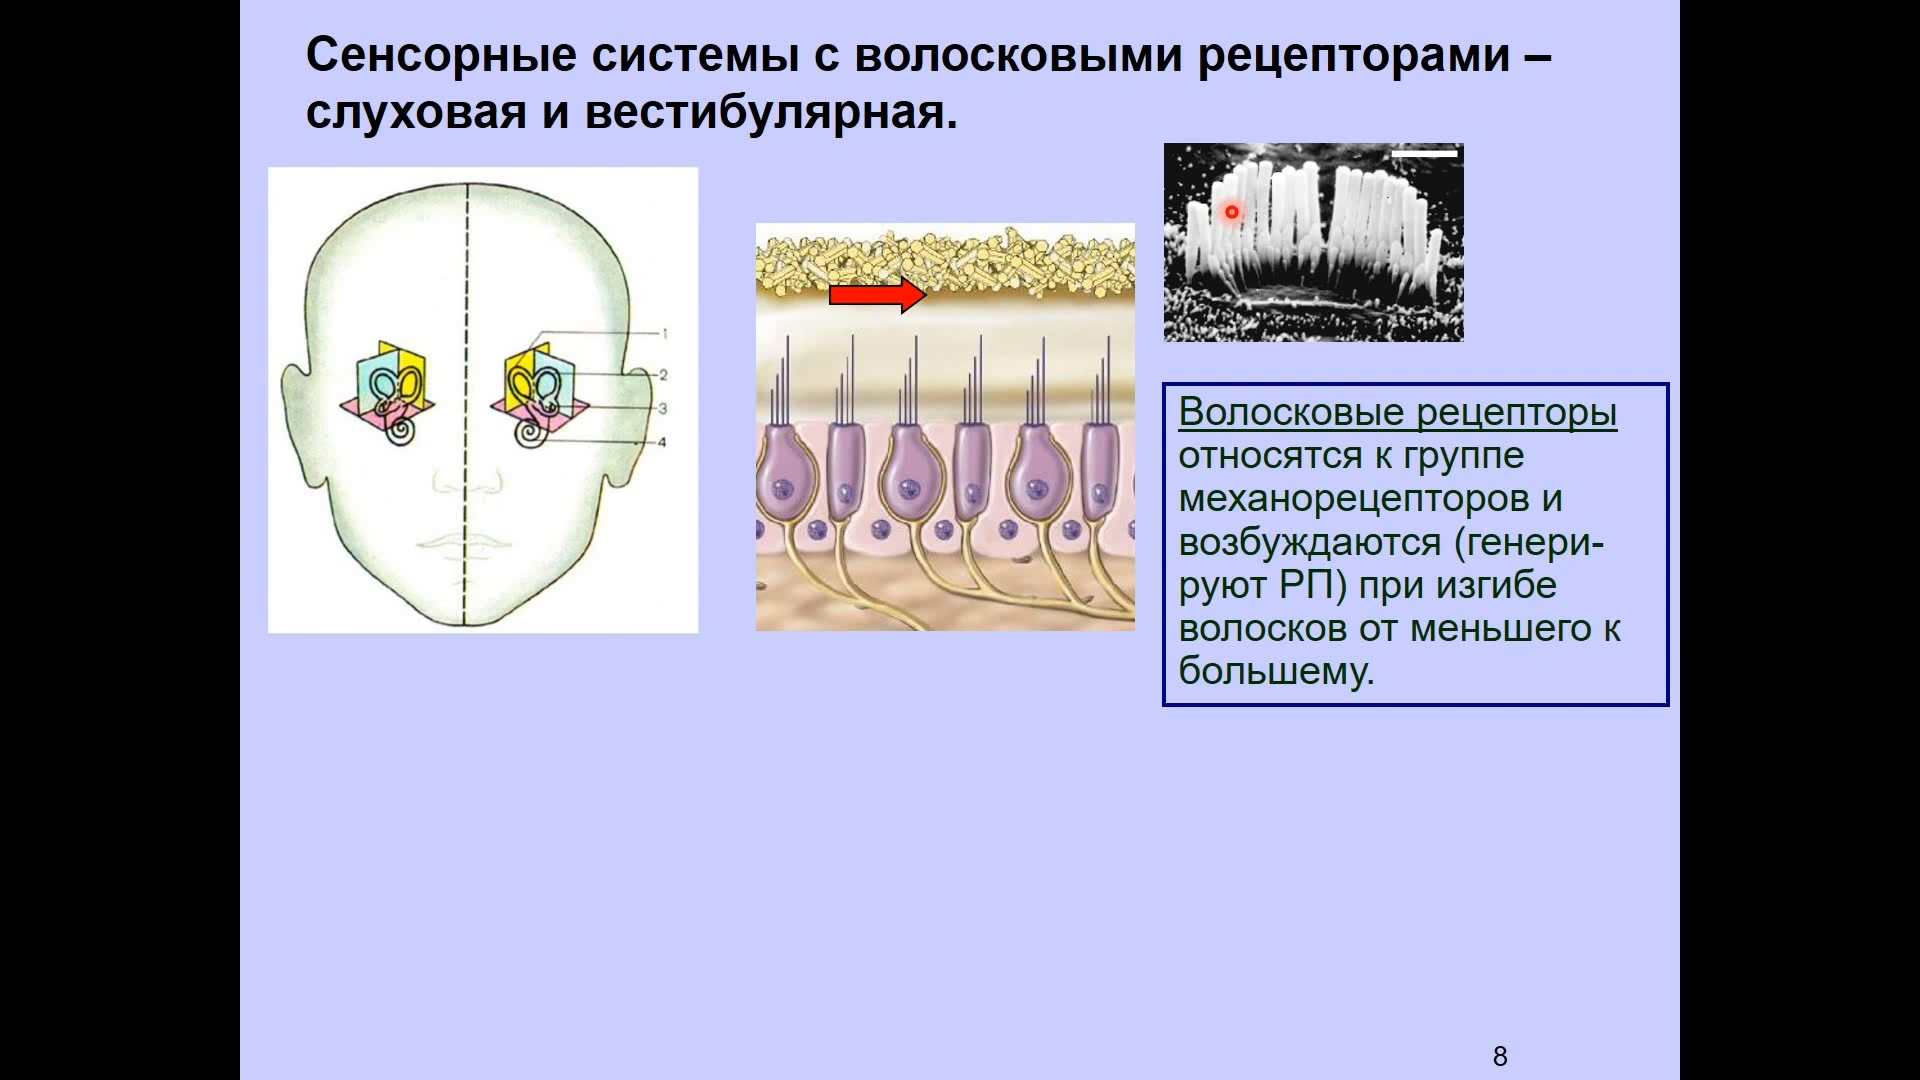 Сенсорные системы с волосковыми рецепторами –
слуховая и вестибулярная.
1
2
3
4
Волосковые рецепторы
относятся к группе
механорецепторов и
возбуждаются (генери-
руют РП) при изгибе
волосков от меньшего к
большему.
8